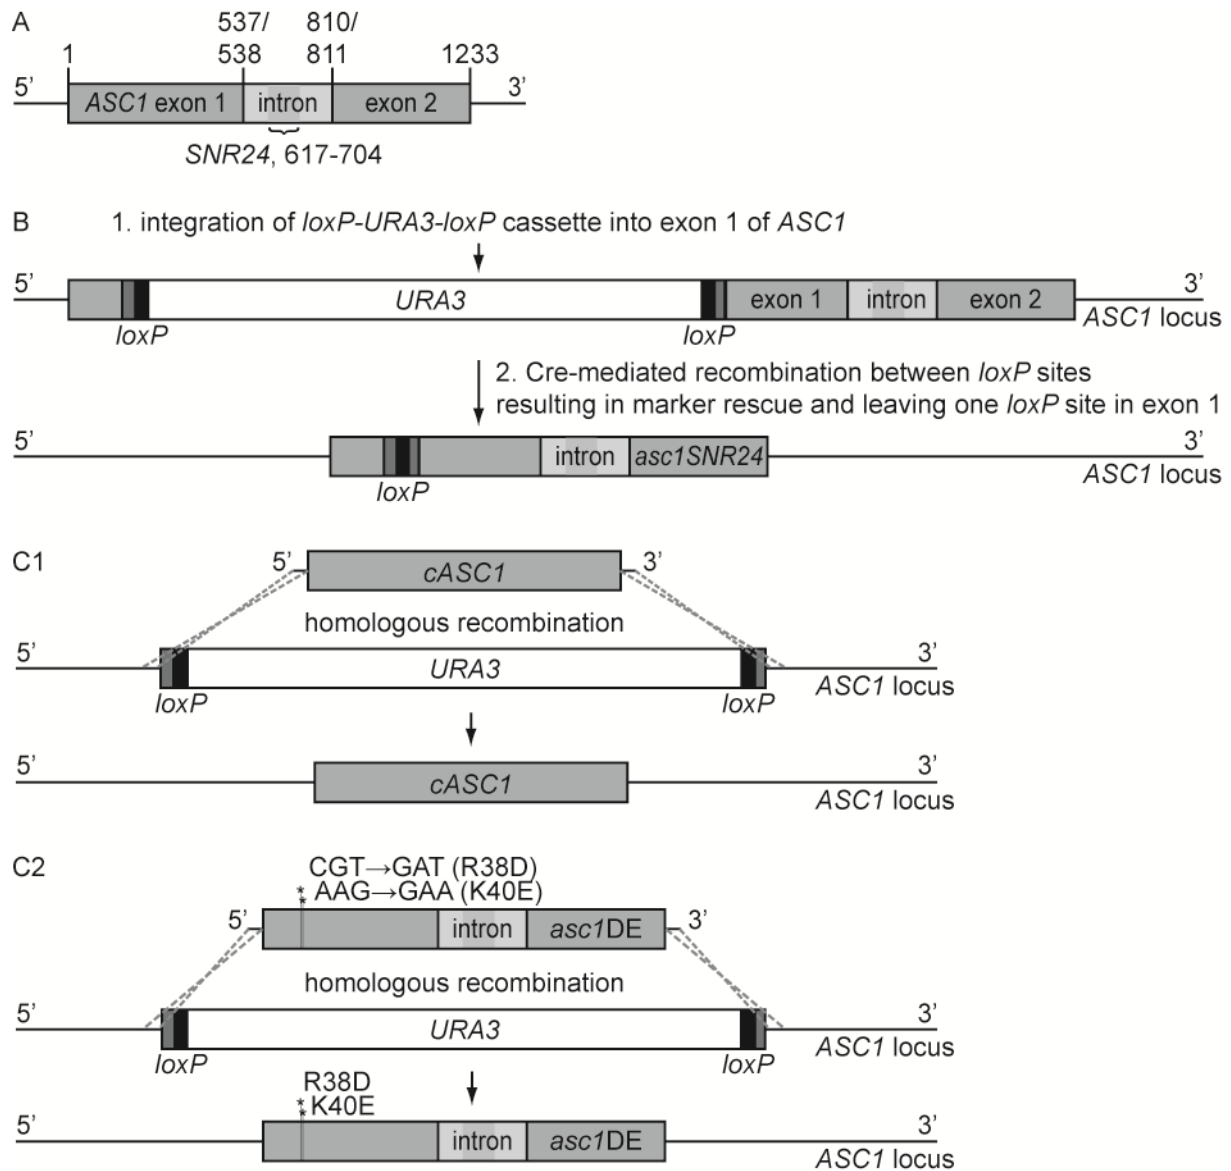 A
537/ 810/
1 538 811 1233
5’ 3’
ASC1 exon 1 intron exon 2
SNR24, 617-704
B 1. integration of loxP-URA3-loxP cassette into exon 1 of ASC1
5’ 3’
URA3 exon 1 intron exon 2
loxP loxP ASC1 locus
2. Cre-mediated recombination between loxP sites
resulting in marker rescue and leaving one loxP site in exon 1
5’ 3’
intron asc1SNR24
loxP ASC1 locus
C1 5’ 3’
cASC1
homologous recombination
5’ 3’
URA3
loxP loxP ASC1 locus
5’ 3’
cASC1
ASC1 locus
C2
CGT→GAT (R38D)
** AAG→GAA (K40E)
5’ 3’
intron asc1DE
homologous recombination
5’ 3’
URA3
loxP loxP ASC1 locus
R38D
** K40E
5’ 3’
intron asc1DE
ASC1 locus